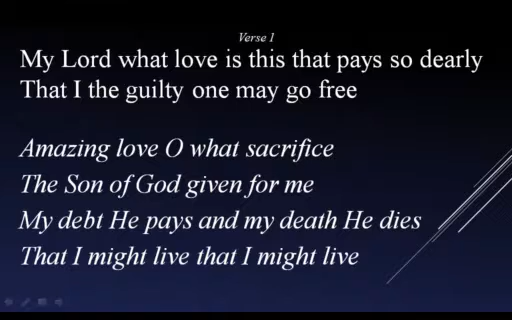 Verse 1
My Lord what love is this that pays so dearly
That I the guilty one may go free
Amazing love O what sacrifice
The Son of God given for me
My debt He pays and my death He dies
That I might live that I might live